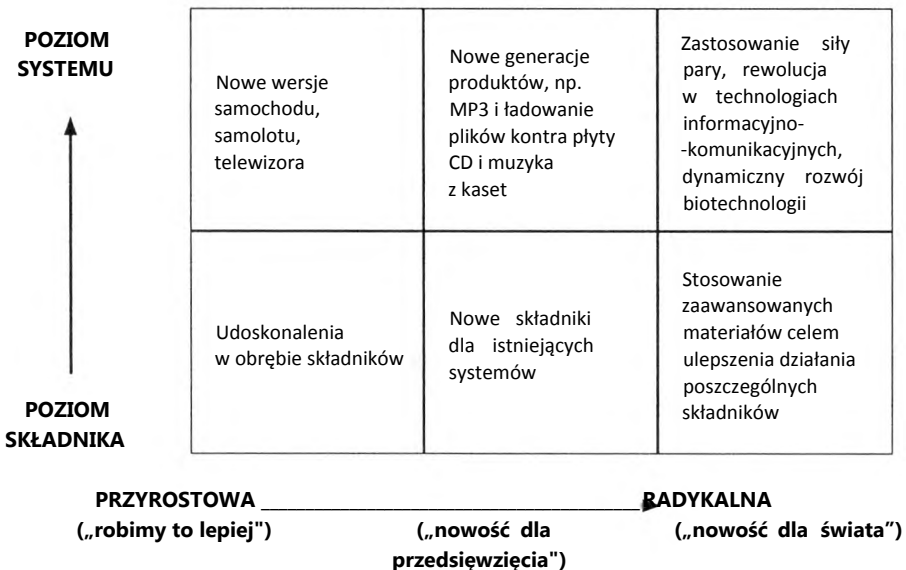 POZIOM
SYSTEMU
Nowe wersje
samochodu,
samolotu,
telewizora
Nowe generacje
produktów, np.
MP3 i ładowanie
plików kontra płyty
CD i muzyka
z kaset
Zastosowanie siły
pary, rewolucja
w technologiach
informacyjno-
-komunikacyjnych,
dynamiczny rozwój
biotechnologii
Udoskonalenia
w obrębie składników
Nowe składniki
dla istniejących
systemów
Stosowanie
zaawansowanych
materiałów celem
ulepszenia działania
poszczególnych
składników
POZIOM
SKŁADNIKA
PRZYROSTOWA RADYKALNA
(„robimy to lepiej") („nowość dla („nowość dla świata”)
przedsięwzięcia")